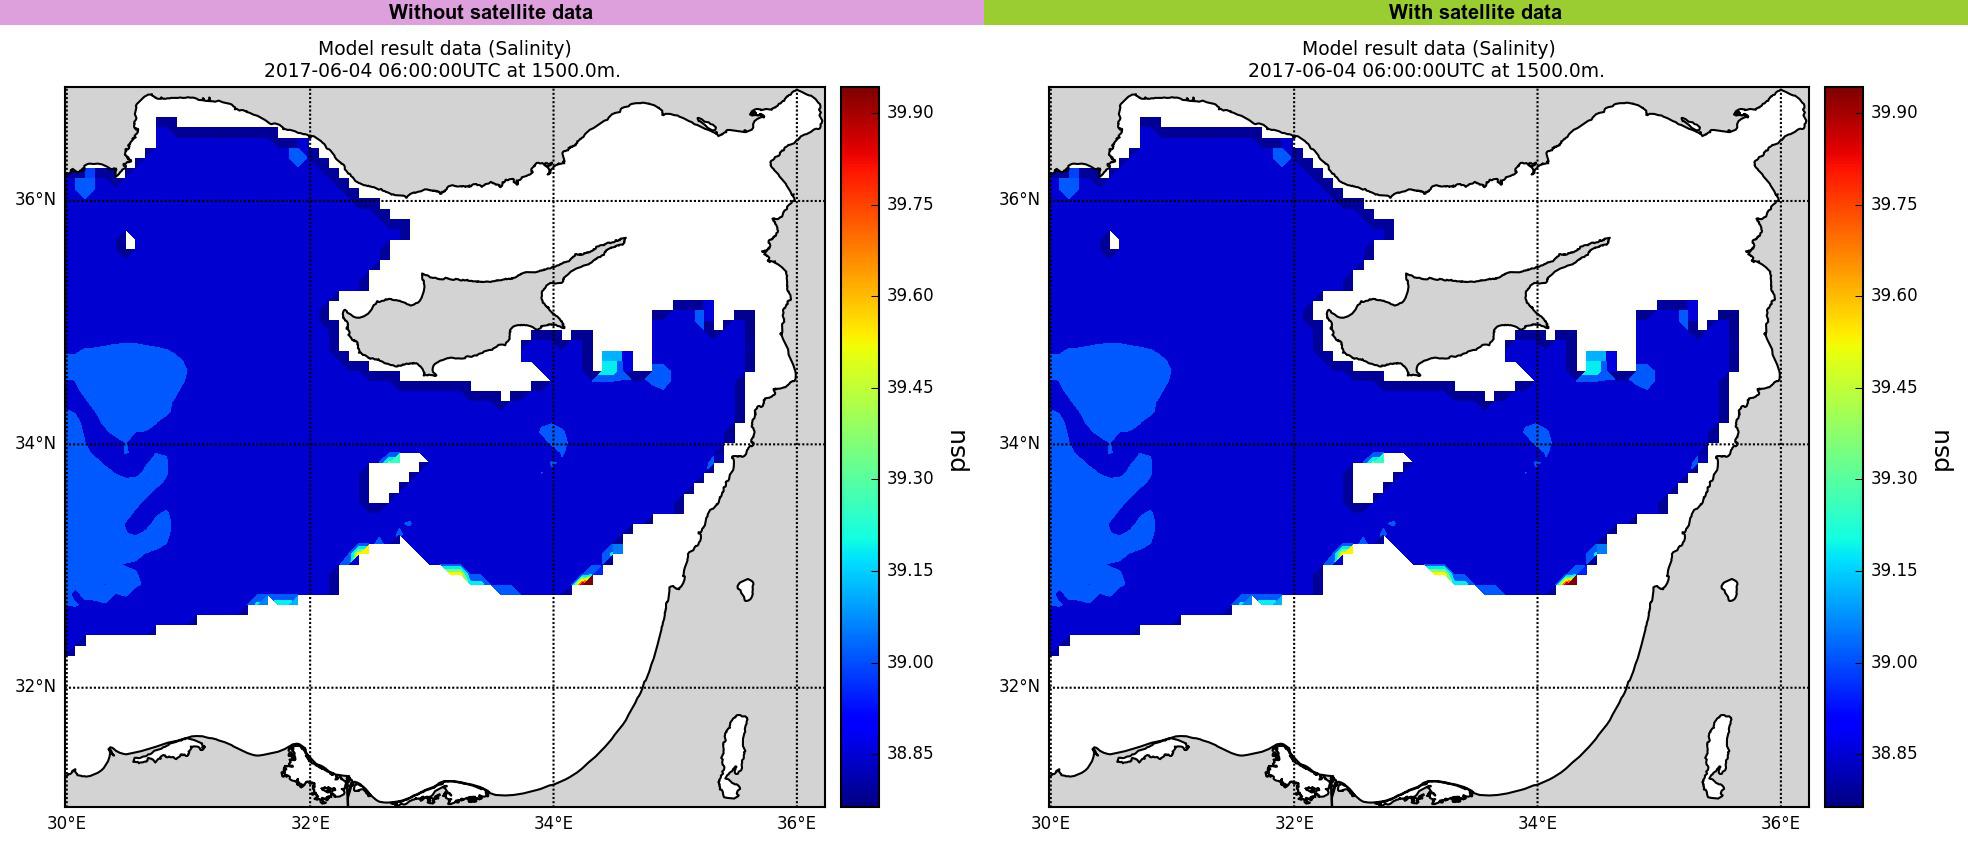 Without satellite data
With satellite data
Model result data (Salinity)
2017-06-04 06:00:00UTC at 1500.0m.
36°N
34°N
32°N
30°E
32°E
34°E
36°E
39.90
39.75
39.60
39.45
39.30
39.15
39.00
38.85
psu
Model result data (Salinity)
2017-06-04 06:00:00UTC at 1500.0m.
36°N
34°N
32°N
30°E
32°E
34°E
36°E
39.90
39.75
39.60
39.45
39.30
39.15
39.00
38.85
psu